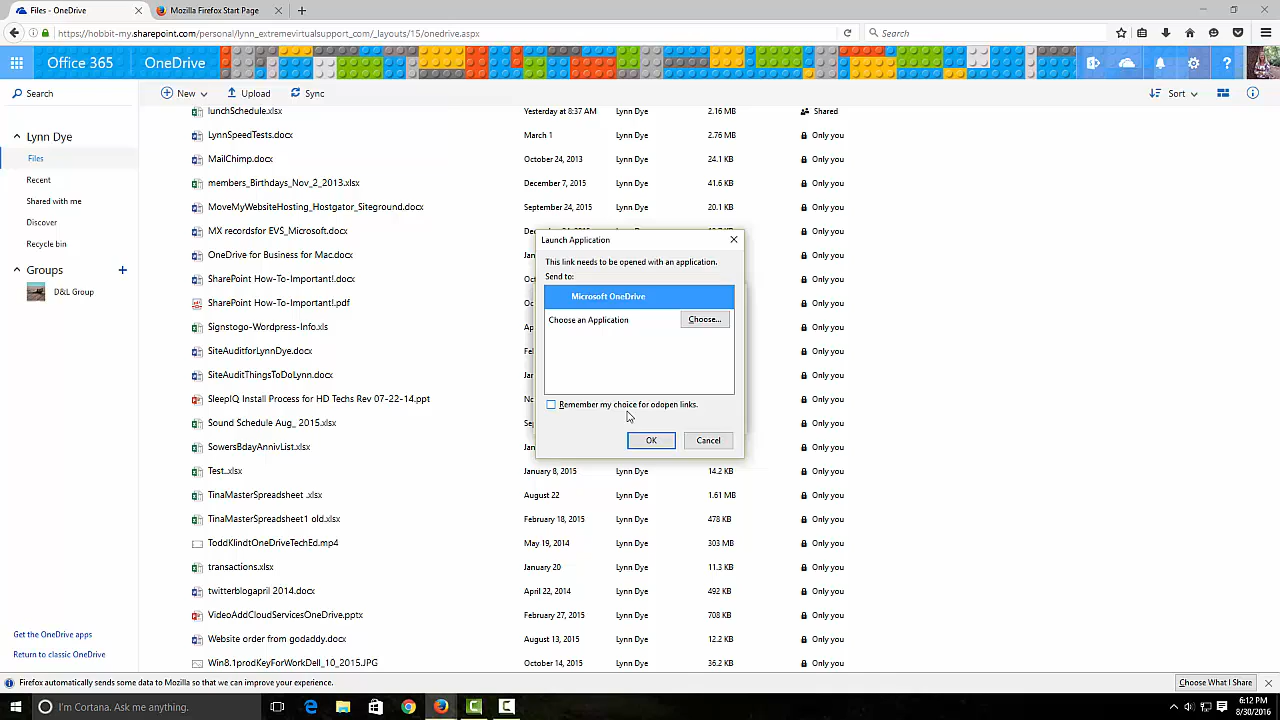 Files - OneDrive
Mozilla Firefox Start Page
https://hobbit-my.sharepoint.com/personal/lynn_extremevirtualsupport_com/_layouts/15/onedrive.aspx
Search
Office 365
OneDrive
Search
New
Upload
Sync
Sort
Lynn Dye
Files
Recent
Shared with me
Discover
Recycle bin
Groups
D&L Group
Get the OneDrive apps
Return to classic OneDrive
lunchSchedule.xlsx Yesterday at 8:37 AM Lynn Dye 2.16 MB Shared
LynnSpeedTests.docx March 1 Lynn Dye 2.76 MB Only you
MailChimp.docx October 24, 2013 Lynn Dye 24.1 KB Only you
members_Birthdays_Nov_2_2013.xlsx December 7, 2015 Lynn Dye 41.6 KB Only you
MoveMyWebsiteHosting_Hostgator_Siteground.docx September 24, 2015 Lynn Dye 20.1 KB Only you
MX recordsfor EVS_Microsoft.docx Only you
OneDrive for Business for Mac.docx Only you
SharePoint How-To-Important!.docx Only you
SharePoint How-To-Important!.pdf Only you
Signstogo-Wordpress-Info.xls Only you
SiteAuditforLynnDye.docx Only you
SiteAuditThingsToDoLynn.docx Only you
SleepIQ Install Process for HD Techs Rev 07-22-14.ppt Only you
Sound Schedule Aug_ 2015.xlsx Only you
SowersBdayAnnivList.xlsx Only you
Test..xlsx January 8, 2015 Lynn Dye 14.2 KB Only you
TinaMasterSpreadsheet .xlsx August 22 Lynn Dye 1.61 MB Only you
TinaMasterSpreadsheet1 old.xlsx February 18, 2015 Lynn Dye 478 KB Only you
ToddKlindtOneDriveTechEd.mp4 May 19, 2014 Lynn Dye 303 MB Only you
transactions.xlsx January 20 Lynn Dye 11.3 KB Only you
twitterblogapril 2014.docx April 22, 2014 Lynn Dye 492 KB Only you
VideoAddCloudServicesOneDrive.pptx February 27, 2015 Lynn Dye 708 KB Only you
Website order from godaddy.docx August 13, 2015 Lynn Dye 12.2 KB Only you
Win8.1prodKeyForWorkDell_10_2015.JPG October 14, 2015 Lynn Dye 36.2 KB Only you
Launch Application
This link needs to be opened with an application.
Send to:
Microsoft OneDrive
Choose an Application
Choose...
Remember my choice for odopen links.
OK
Cancel
Firefox automatically sends some data to Mozilla so that we can improve your experience.
Choose What I Share
I'm Cortana. Ask me anything.
6:12 PM
8/30/2016